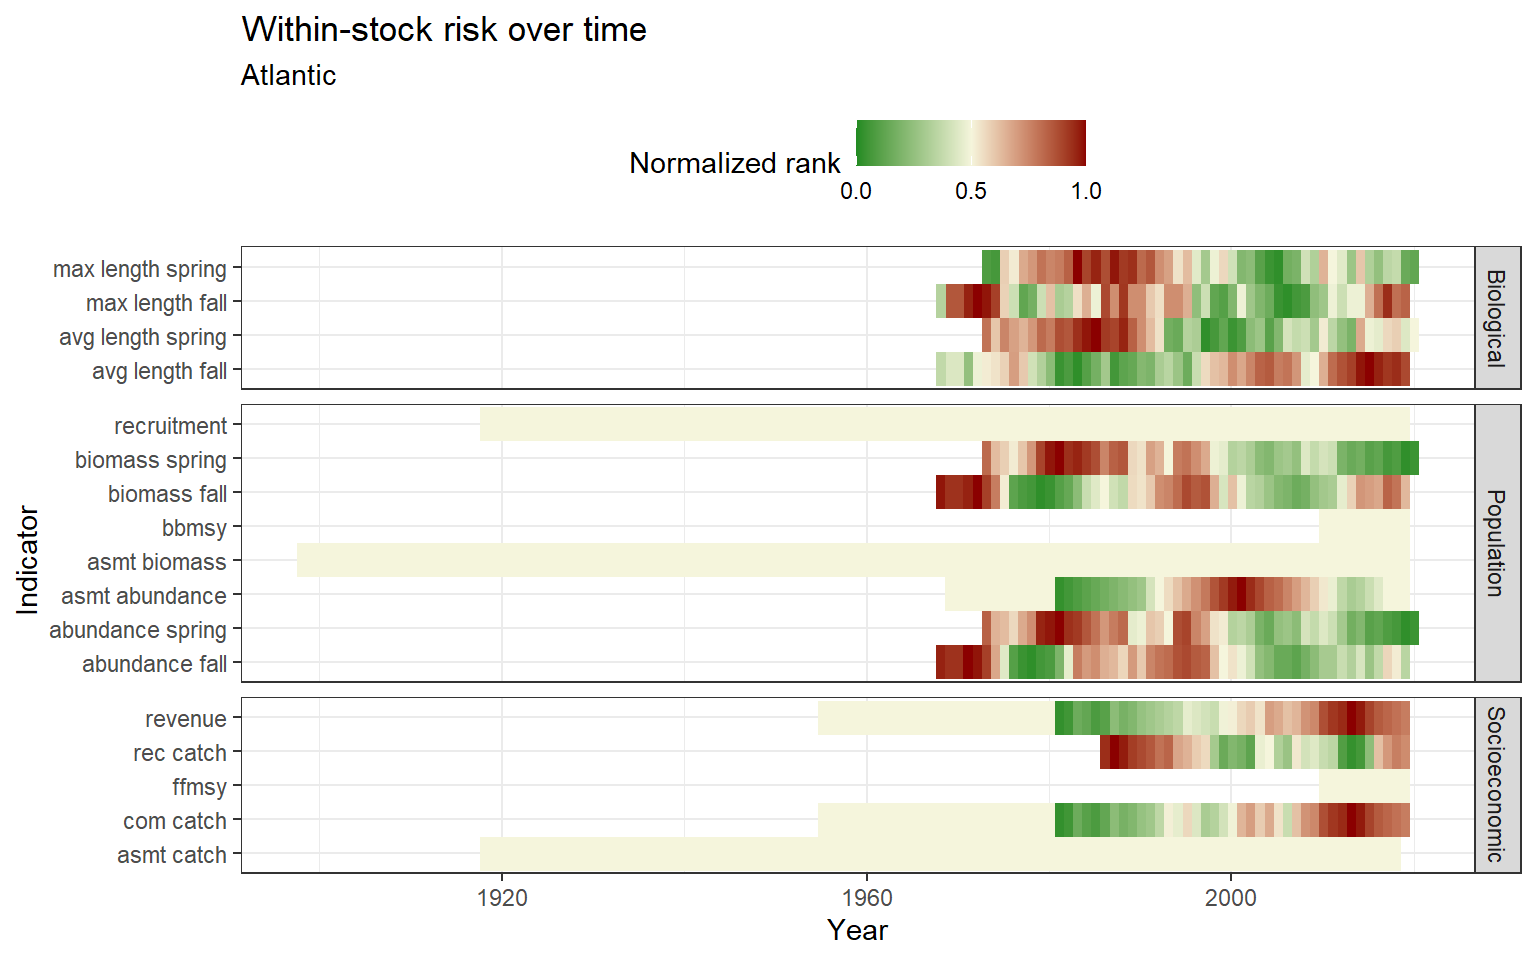 Within-stock risk over time
Atlantic
Normalized rank
0.0 0.5 1.0
max length spring
max length fall
avg length spring
avg length fall
Biological
recruitment
biomass spring
biomass fall
bbmsy
asmt biomass
asmt abundance
abundance spring
abundance fall
Population
revenue
rec catch
ffmsy
com catch
asmt catch
Socioeconomic
Indicator
1920 1960 2000
Year